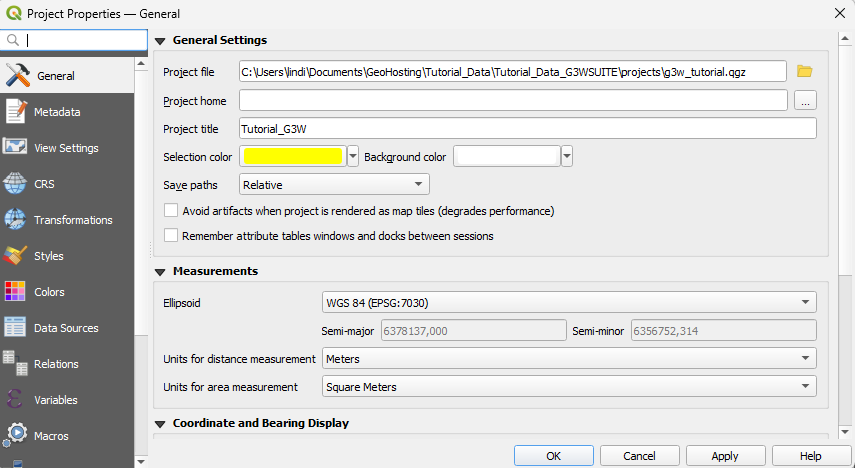 Project Properties — General
General
Metadata
View Settings
CRS
Transformations
Styles
Colors
Data Sources
Relations
Variables
Macros
General Settings
Project file C:\Users\lindi\Documents\GeoHosting\Tutorial_Data\Tutorial_Data_G3WSUITE\projects\g3w_tutorial.qgz
Project home ...
Project title Tutorial_G3W
Selection color Background color
Save paths Relative
Avoid artifacts when project is rendered as map tiles (degrades performance)
Remember attribute tables windows and docks between sessions
Measurements
Ellipsoid WGS 84 (EPSG:7030)
Semi-major 6378137,000 Semi-minor 6356752,314
Units for distance measurement Meters
Units for area measurement Square Meters
Coordinate and Bearing Display
OK Cancel Apply Help